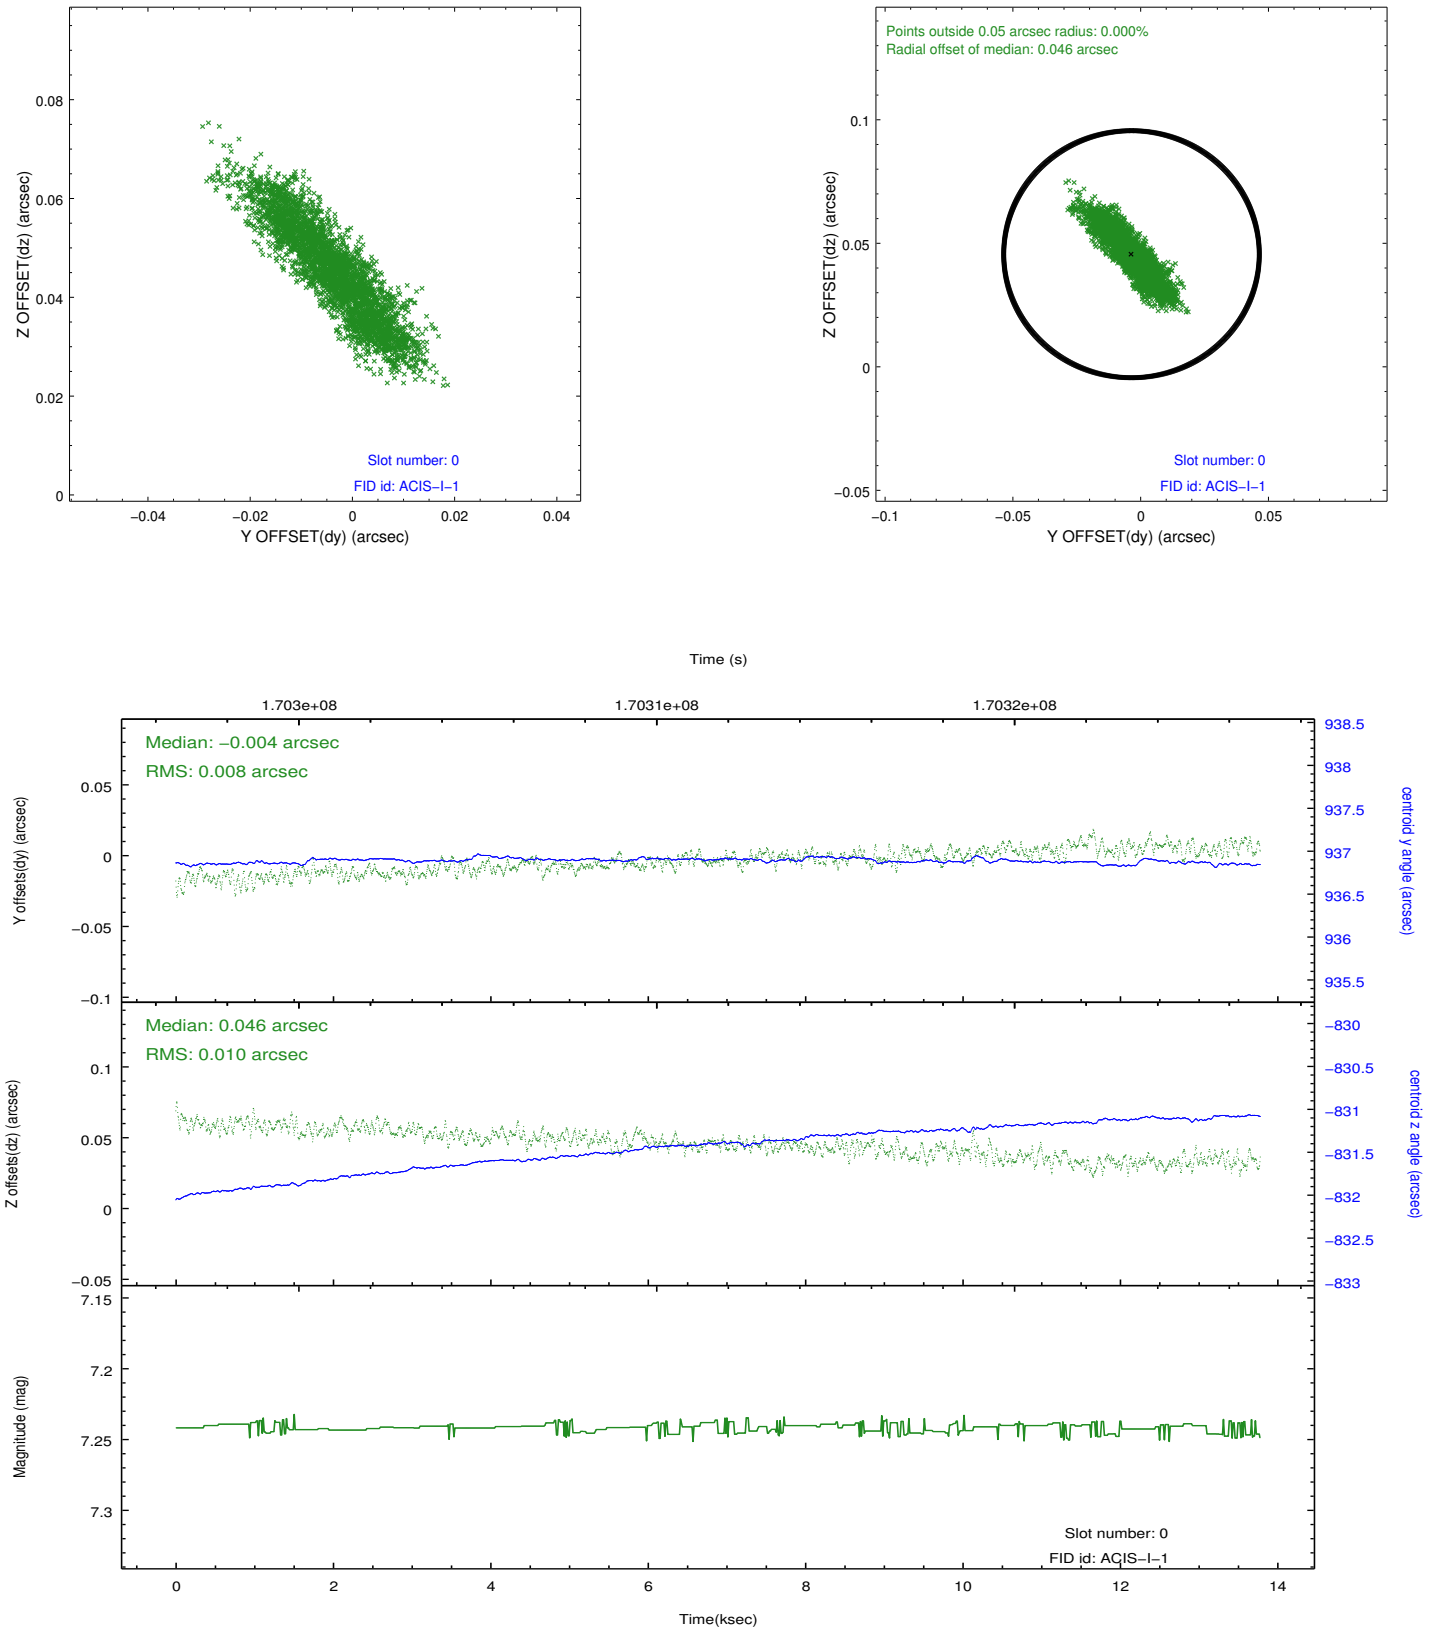 0.08
0.06
0.04
0.02
0
Z OFFSET(dz) (arcsec)
Slot number: 0
FID id: ACIS−I−1
−0.04 −0.02 0 0.02 0.04
Y OFFSET(dy) (arcsec)
Points outside 0.05 arcsec radius: 0.000%
Radial offset of median: 0.046 arcsec
0.1
0.05
0
−0.05
Z OFFSET(dz) (arcsec)
Slot number: 0
FID id: ACIS−I−1
−0.1 −0.05 0 0.05
Y OFFSET(dy) (arcsec)
Time (s)
1.703e+08 1.7031e+08 1.7032e+08
Median: −0.004 arcsec
RMS: 0.008 arcsec
0.05
0
−0.05
−0.1
Y offsets(dy) (arcsec)
938.5
938
937.5
937
936.5
936
935.5
centroid y angle (arcsec)
Median: 0.046 arcsec
RMS: 0.010 arcsec
0.1
0.05
0
−0.05
Z offsets(dz) (arcsec)
−830
−830.5
−831
−831.5
−832
−832.5
−833
centroid z angle (arcsec)
7.15
7.2
7.25
7.3
Magnitude (mag)
Slot number: 0
FID id: ACIS−I−1
0 2 4 6 8 10 12 14
Time(ksec)